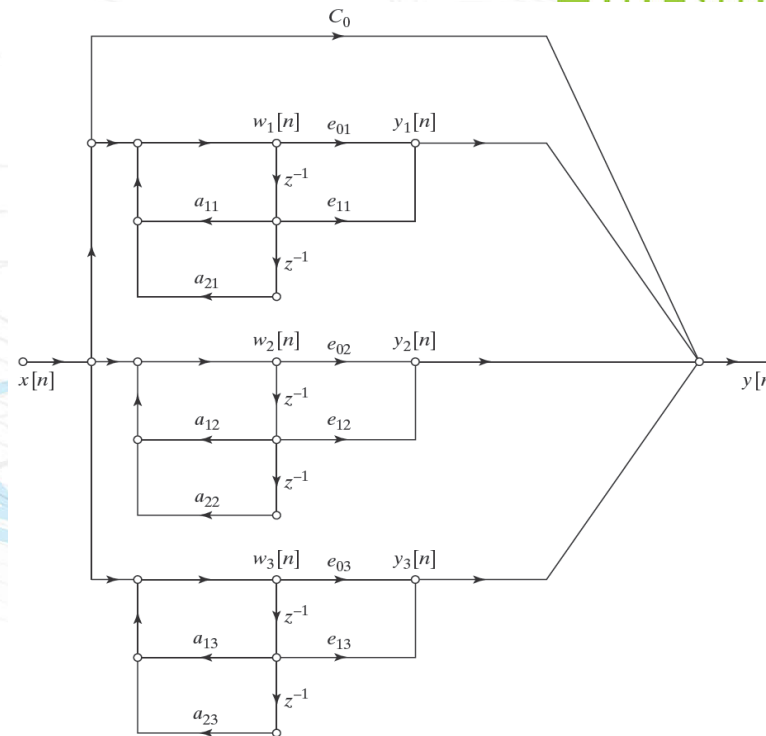 C₀
w₁[n] e₀₁ y₁[n]
z⁻¹
a₁₁ e₁₁
z⁻¹
a₂₁
w₂[n] e₀₂ y₂[n]
x[n] y[n
z⁻¹
a₁₂ e₁₂
z⁻¹
a₂₂
w₃[n] e₀₃ y₃[n]
z⁻¹
a₁₃ e₁₃
z⁻¹
a₂₃